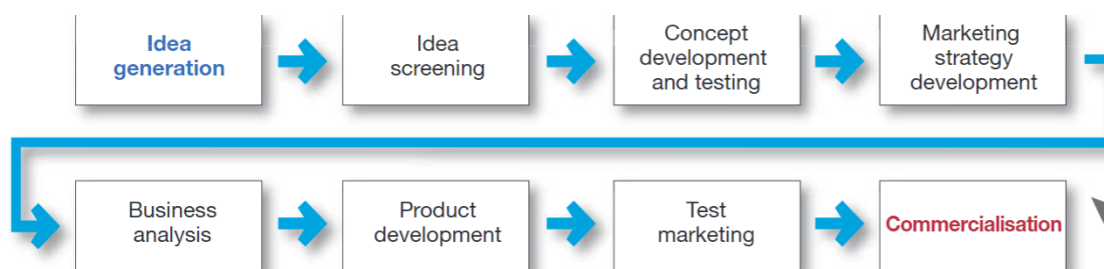 Idea
generation
Idea
screening
Concept
development
and testing
Marketing
strategy
development
Business
analysis
Product
development
Test
marketing
Commercialisation